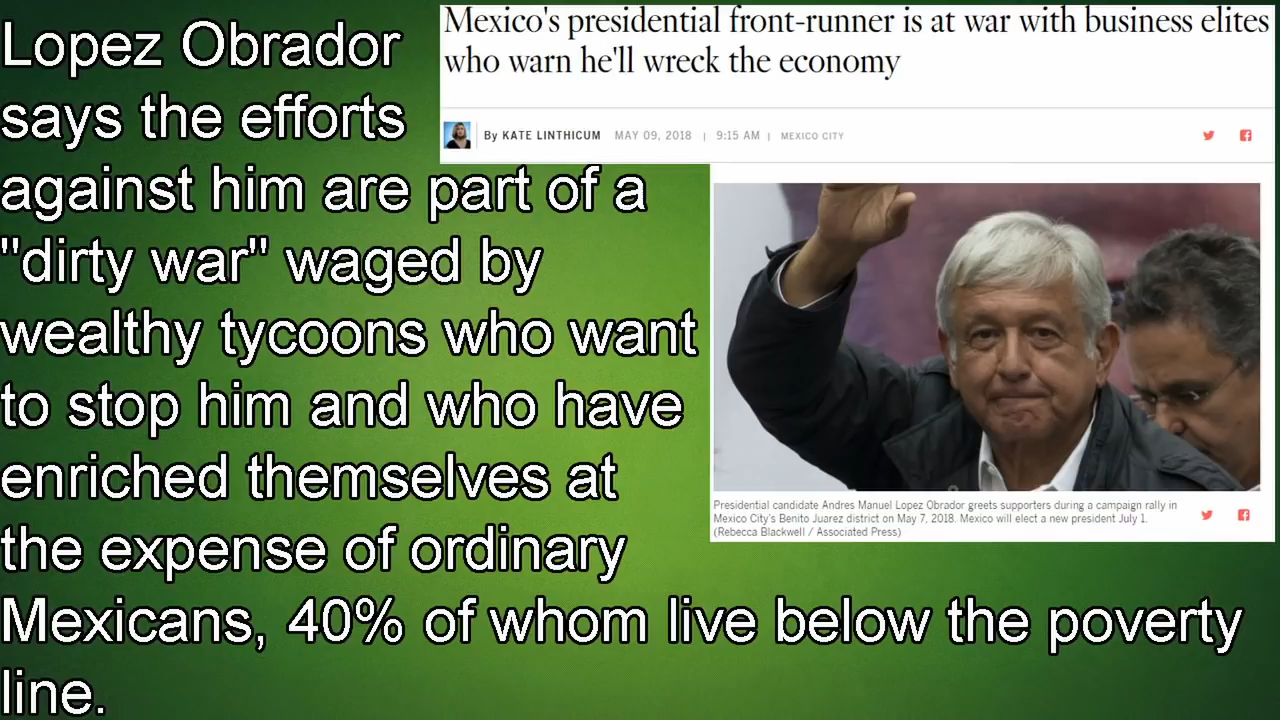 Lopez Obrador
says the efforts
against him are part of a
"dirty war" waged by
wealthy tycoons who want
to stop him and who have
enriched themselves at
the expense of ordinary
Mexicans, 40% of whom live below the poverty
line.
Mexico's presidential front-runner is at war with business elites
who warn he'll wreck the economy
By KATE LINTHICUM MAY 09, 2018 | 9:15 AM | MEXICO CITY
Presidential candidate Andres Manuel Lopez Obrador greets supporters during a campaign rally in
Mexico City's Benito Juarez district on May 7, 2018. Mexico will elect a new president July 1.
(Rebecca Blackwell / Associated Press)